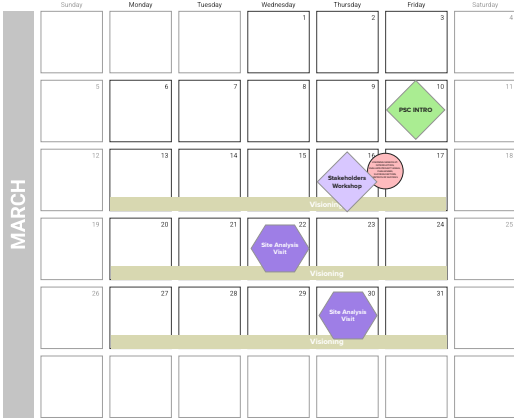 Sunday Monday Tuesday Wednesday Thursday Friday Saturday
MARCH
1 2 3 4
5 6 7 8 9 10 11
PSC INTRO
12 13 14 15 16 17 18
Stakeholders
Workshop
Visioning
19 20 21 22 23 24 25
Site Analysis
Visit
Visioning
26 27 28 29 30 31
Site Analysis
Visit
Visioning